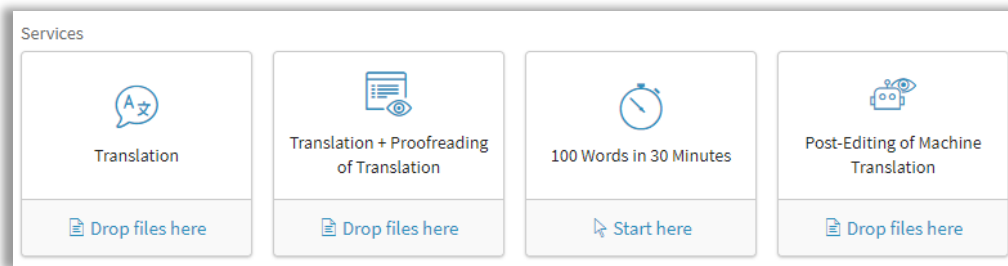 Services
A 文
Translation
Drop files here
Translation + Proofreading
of Translation
Drop files here
100 Words in 30 Minutes
Start here
Post-Editing of Machine
Translation
Drop files here